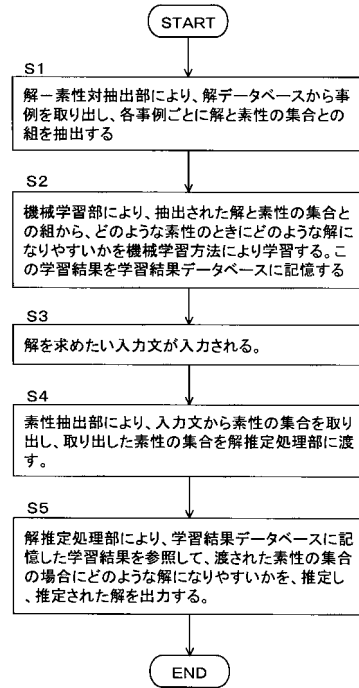 START
S1
解－素性対抽出部により、解データベースから事
例を取り出し、各事例ごとに解と素性の集合との
組を抽出する
S2
機械学習部により、抽出された解と素性の集合と
の組から、どのような素性のときにどのような解に
なりやすいかを機械学習方法により学習する。こ
の学習結果を学習結果データベースに記憶する
S3
解を求めたい入力文が入力される。
S4
素性抽出部により、入力文から素性の集合を取り
出し、取り出した素性の集合を解推定処理部に渡
す。
S5
解推定処理部により、学習結果データベースに記
憶した学習結果を参照して、渡された素性の集合
の場合にどのような解になりやすいかを、推定し
、推定された解を出力する。
END